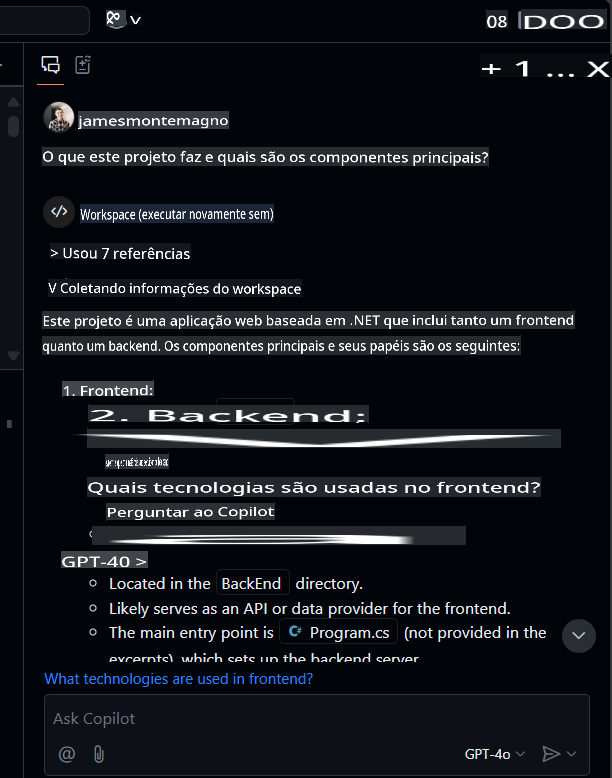 08 DOO
+ 1 ... X
jamesmontemagno
O que este projeto faz e quais são os componentes principais?
Workspace (executar novamente sem)
> Usou 7 referências
V Coletando informações do workspace
Este projeto é uma aplicação web baseada em .NET que inclui tanto um frontend
quanto um backend. Os componentes principais e seus papéis são os seguintes:
1. Frontend:
2. Backend;
Quais tecnologias são usadas no frontend?
Perguntar ao Copilot
GPT-40 >
Located in the BackEnd directory.
Likely serves as an API or data provider for the frontend.
The main entry point is Program.cs (not provided in the
excerpts), which sets up the backend server
What technologies are used in frontend?
Ask Copilot
@ GPT-4o